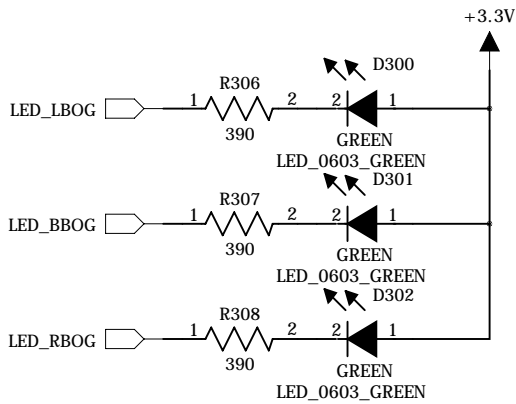 +3.3V
D300
R306
LED_LBOG 1 2 2 1
390 GREEN
LED_0603_GREEN
D301
R307
LED_BBOG 1 2 2 1
390 GREEN
LED_0603_GREEN
D302
R308
LED_RBOG 1 2 2 1
390 GREEN
LED_0603_GREEN